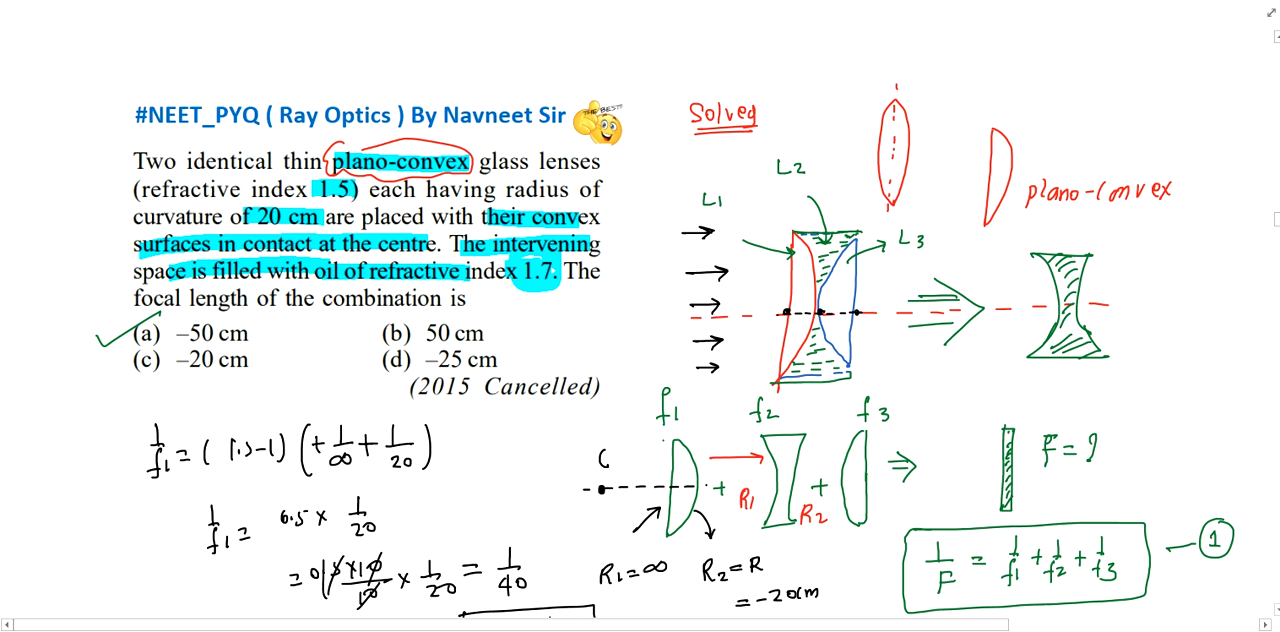 #NEET_PYQ ( Ray Optics ) By Navneet Sir
THE BEST!
Two identical thin plano-convex glass lenses
(refractive index 1.5) each having radius of
curvature of 20 cm are placed with their convex
surfaces in contact at the centre. The intervening
space is filled with oil of refractive index 1.7. The
focal length of the combination is
(a) –50 cm (b) 50 cm
(c) –20 cm (d) –25 cm
(2015 Cancelled)
Solved
L1
L2
L3
plano-convex
1/f1 = ( 1.5-1) (+ 1/∞ + 1/20)
1/f1 = 0.5 × 1/20
× 1/20 = 1/40
f1 f2 f3
C
+ R1 + R2 ⇒ F = ?
R1 = ∞ R2 = R
= -20cm
1/F = 1/f1 + 1/f2 + 1/f3 — 1